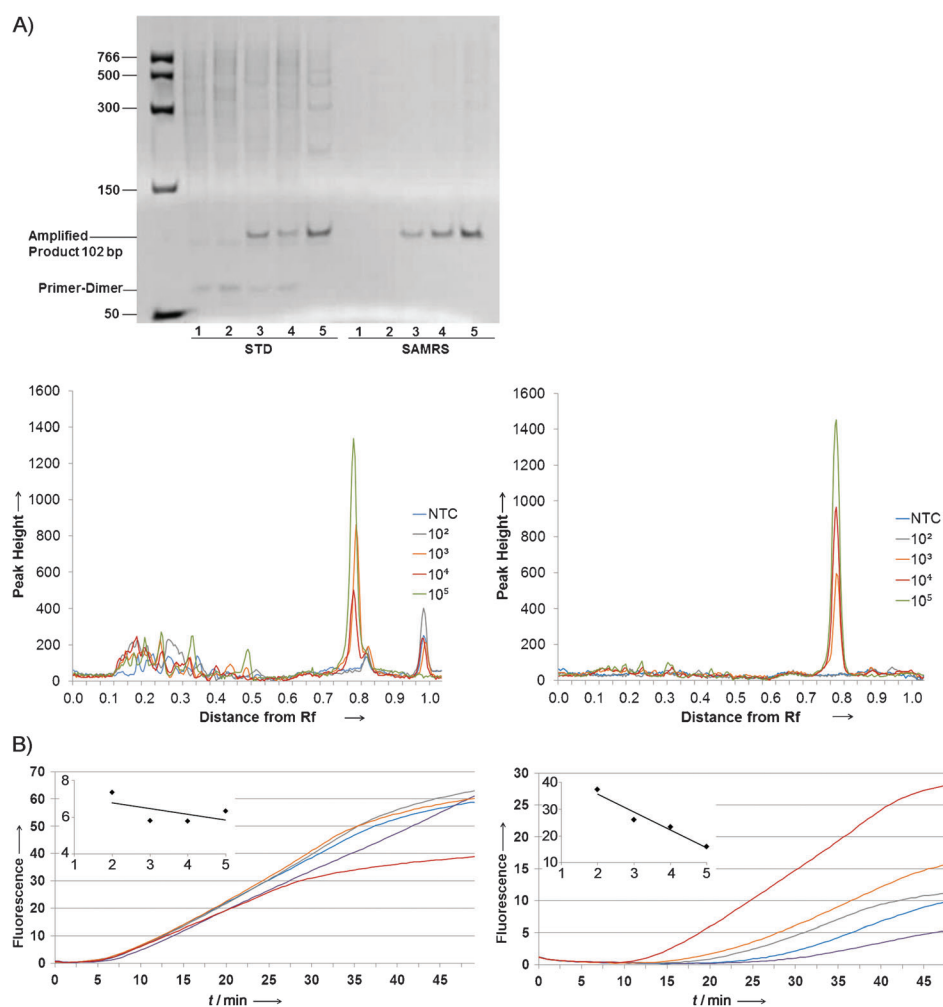 A)
766
500
300
150
Amplified
Product 102 bp
Primer-Dimer
50
1 2 3 4 5 1 2 3 4 5
STD SAMRS
1600
1400
1200
1000
800
600
400
200
0
Peak Height
NTC
10²
10³
10⁴
10⁵
0.0 0.1 0.2 0.3 0.4 0.5 0.6 0.7 0.8 0.9 1.0
Distance from Rf
1600
1400
1200
1000
800
600
400
200
0
Peak Height
NTC
10²
10³
10⁴
10⁵
0.0 0.1 0.2 0.3 0.4 0.5 0.6 0.7 0.8 0.9 1.0
Distance from Rf
B)
70
60
50
40
30
20
10
0
Fluorescence
8
6
4
1 2 3 4 5
0 5 10 15 20 25 30 35 40 45
t / min
30
25
20
15
10
5
0
Fluorescence
40
30
20
10
1 2 3 4 5
0 5 10 15 20 25 30 35 40 45
t / min